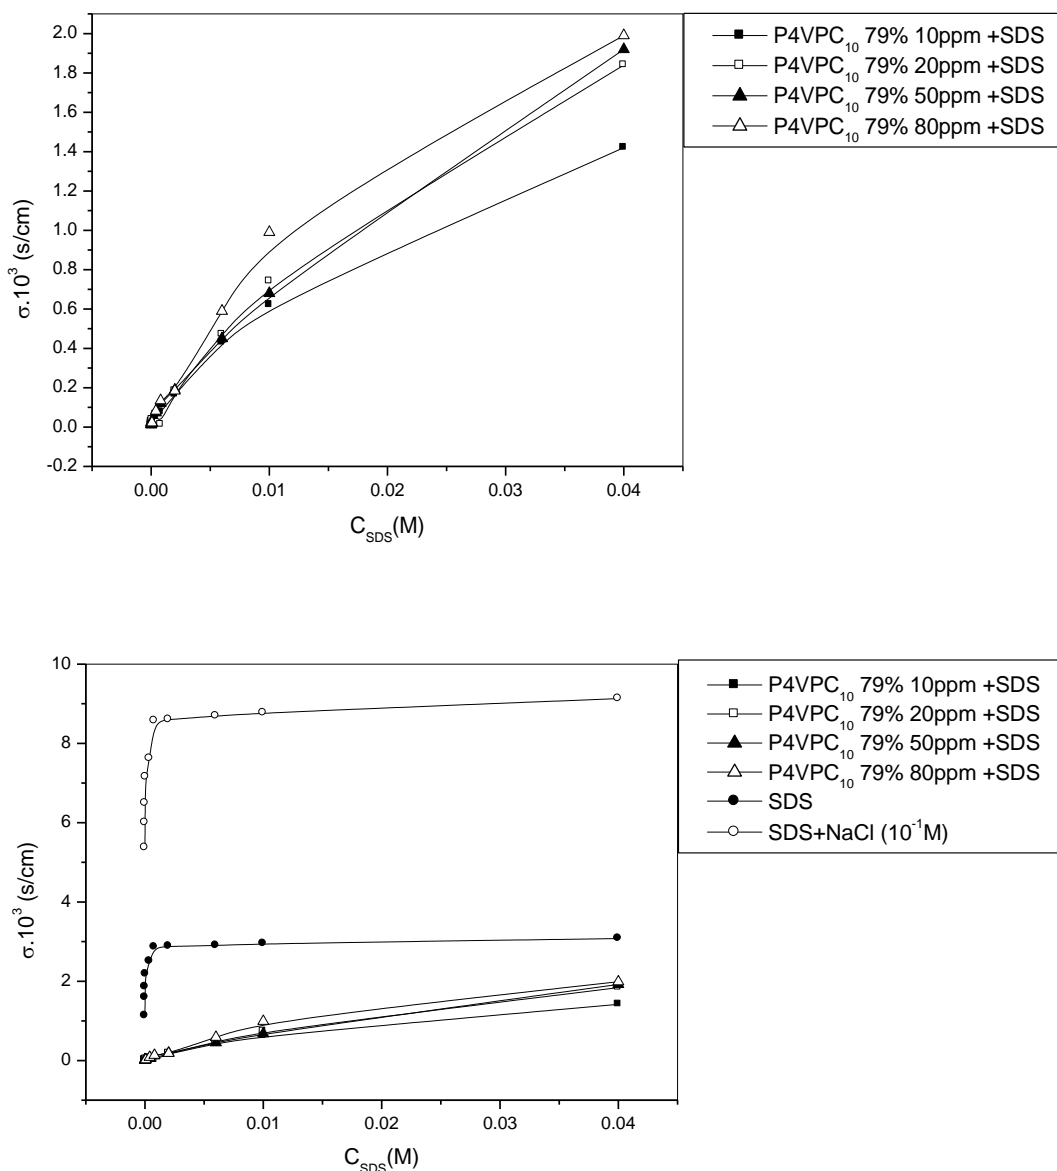 P4VPC₁₀ 79% 10ppm +SDS
P4VPC₁₀ 79% 20ppm +SDS
P4VPC₁₀ 79% 50ppm +SDS
P4VPC₁₀ 79% 80ppm +SDS
2.0
1.8
1.6
1.4
1.2
1.0
0.8
0.6
0.4
0.2
0.0
-0.2
σ.10³ (s/cm)
0.00 0.01 0.02 0.03 0.04
C_SDS(M)
P4VPC₁₀ 79% 10ppm +SDS
P4VPC₁₀ 79% 20ppm +SDS
P4VPC₁₀ 79% 50ppm +SDS
P4VPC₁₀ 79% 80ppm +SDS
SDS
SDS+NaCl (10⁻¹M)
10
8
6
4
2
0
σ.10³ (s/cm)
0.00 0.01 0.02 0.03 0.04
C_SDS(M)